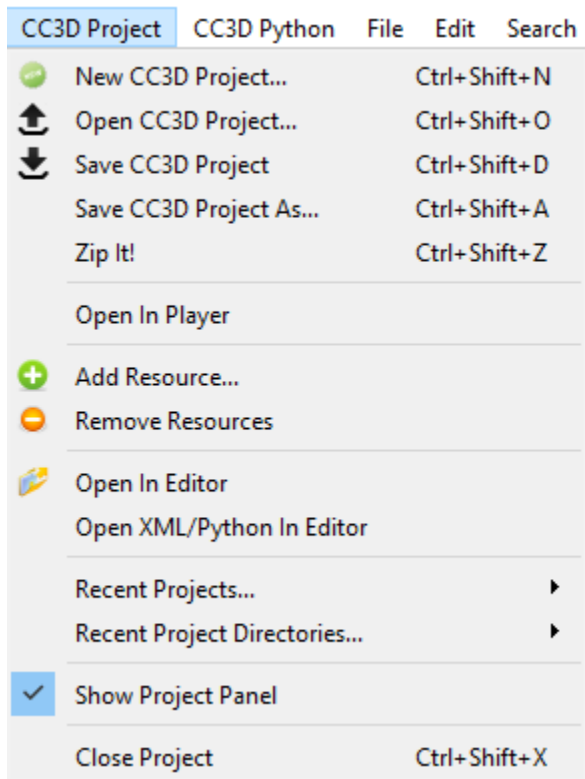 CC3D Project CC3D Python File Edit Search
New CC3D Project... Ctrl+Shift+N
Open CC3D Project... Ctrl+Shift+O
Save CC3D Project Ctrl+Shift+D
Save CC3D Project As... Ctrl+Shift+A
Zip It! Ctrl+Shift+Z
Open In Player
Add Resource...
Remove Resources
Open In Editor
Open XML/Python In Editor
Recent Projects...
Recent Project Directories...
Show Project Panel
Close Project Ctrl+Shift+X